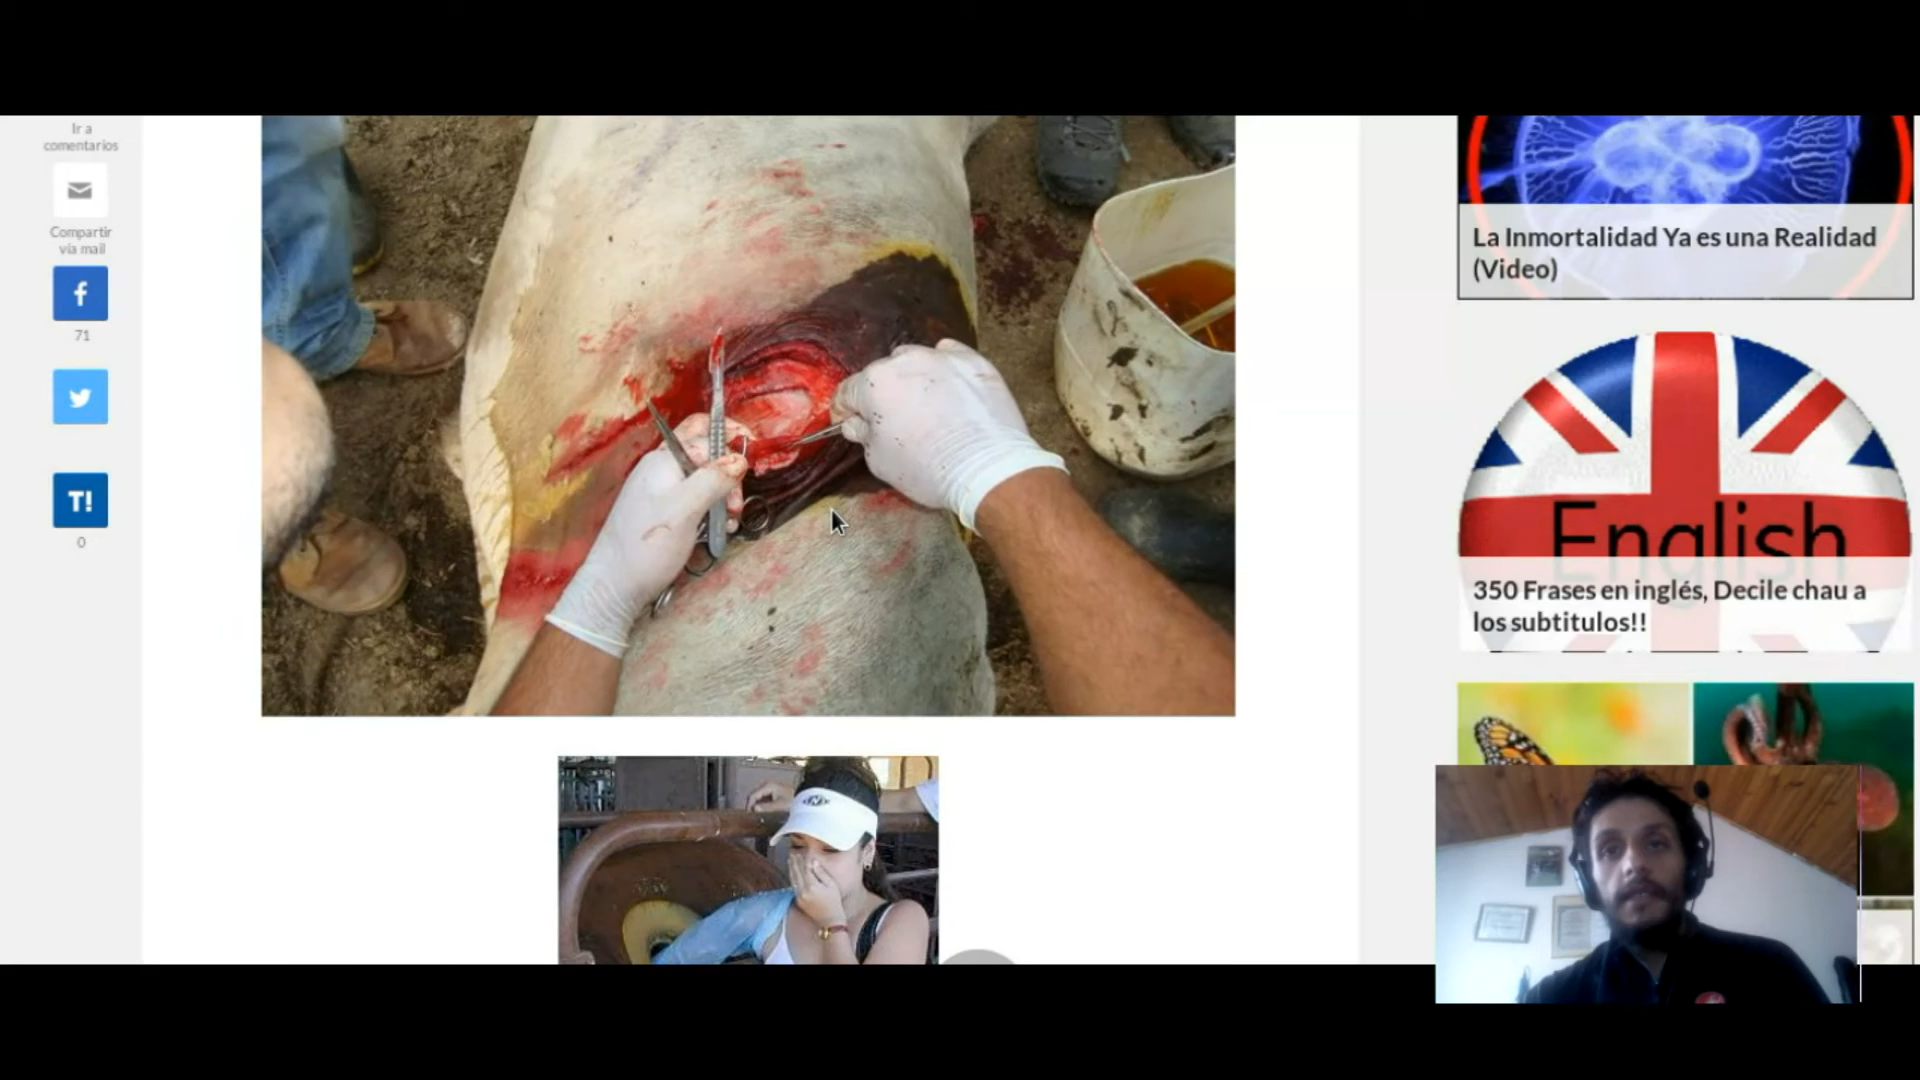 Ir a
comentarios
Compartir
vía mail
f
71
T!
0
La Inmortalidad Ya es una Realidad
(Video)
English
350 Frases en inglés, Decile chau a
los subtitulos!!